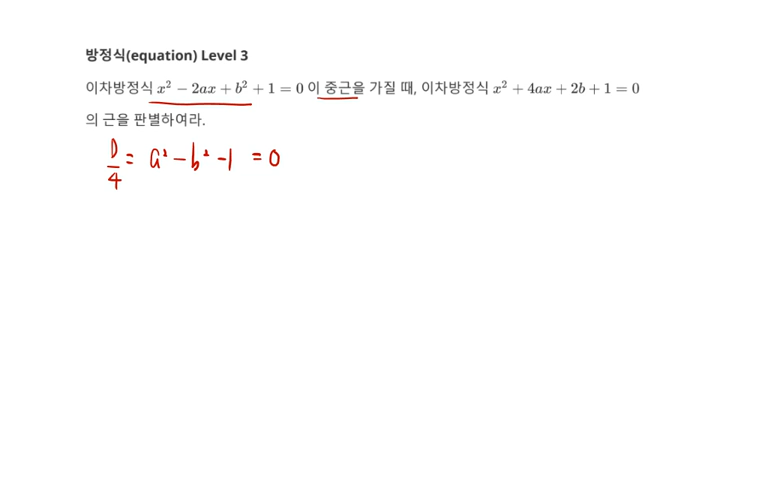 방정식(equation) Level 3
이차방정식 x² − 2ax + b² + 1 = 0 이 중근을 가질 때, 이차방정식 x² + 4ax + 2b + 1 = 0
의 근을 판별하여라.
D/4 = a² − b² − 1 = 0